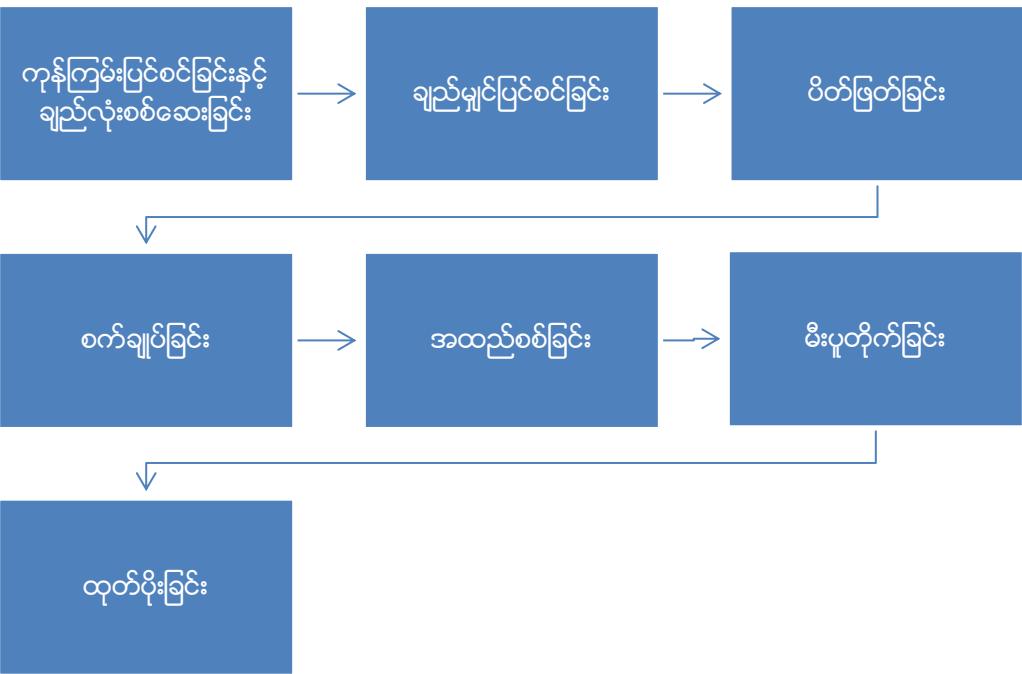 ကုန်ကြမ်းပြင်စင်ခြင်းနှင့်
ချည်လုံးစစ်ဆေးခြင်း
ချည်မျှင်ပြင်စင်ခြင်း
ပိတ်ဖြတ်ခြင်း
စက်ချုပ်ခြင်း
အထည်စစ်ခြင်း
မီးပူတိုက်ခြင်း
ထုတ်ပိုးခြင်း